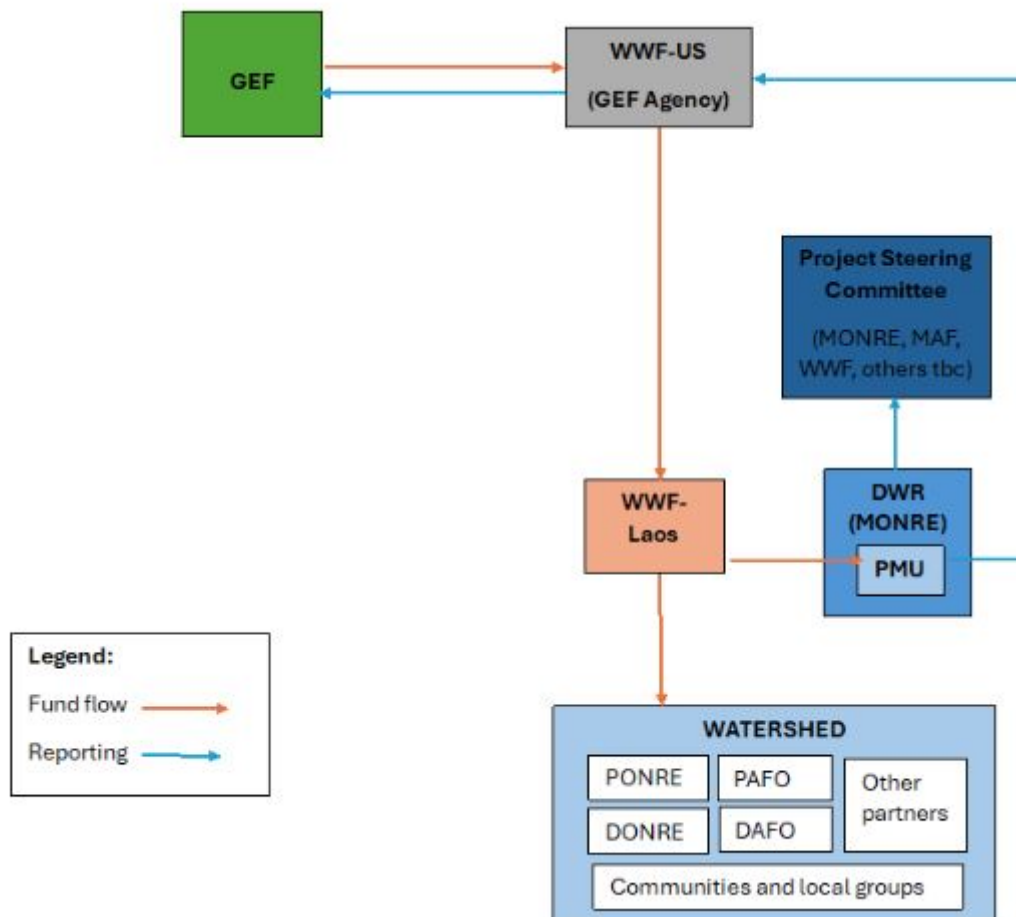 GEF
WWF-US
(GEF Agency)
Project Steering
Committee
(MONRE, MAF,
WWF, others tbc)
WWF-
Laos
DWR
(MONRE)
PMU
Legend:
Fund flow
Reporting
WATERSHED
PONRE
PAFO
Other
partners
DONRE
DAFO
Communities and local groups